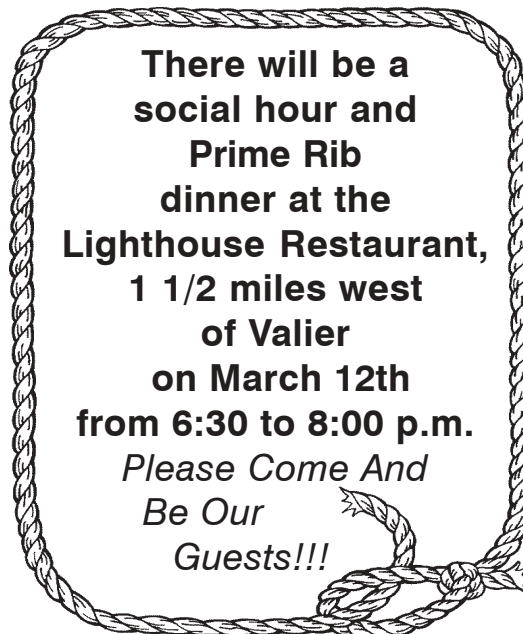 There will be a
social hour and
Prime Rib
dinner at the
Lighthouse Restaurant,
1 1/2 miles west
of Valier
on March 12th
from 6:30 to 8:00 p.m.
Please Come And
Be Our
Guests!!!